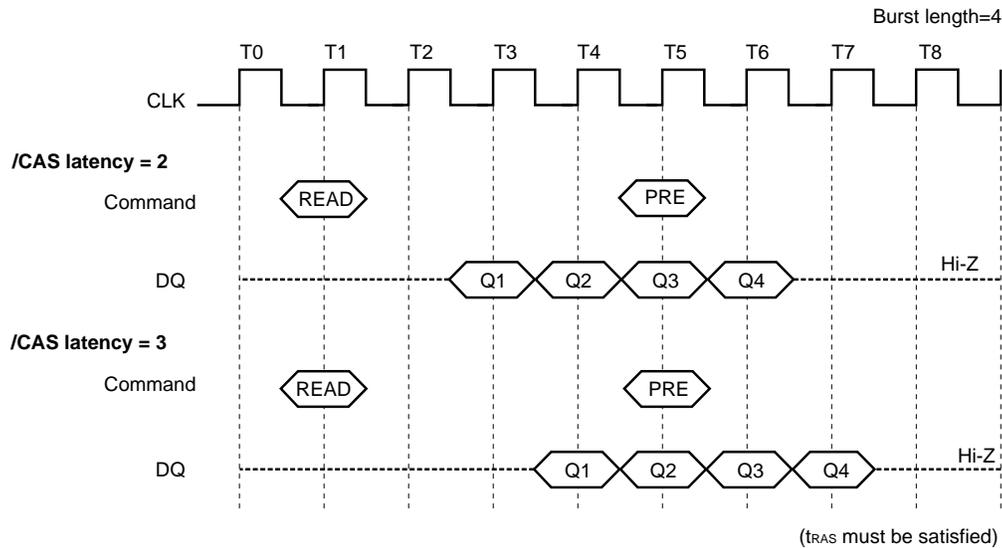 Burst length=4
T0 T1 T2 T3 T4 T5 T6 T7 T8
CLK
/CAS latency = 2
Command READ PRE
Hi-Z
DQ Q1 Q2 Q3 Q4
/CAS latency = 3
Command READ PRE
Hi-Z
DQ Q1 Q2 Q3 Q4
(tRAS must be satisfied)